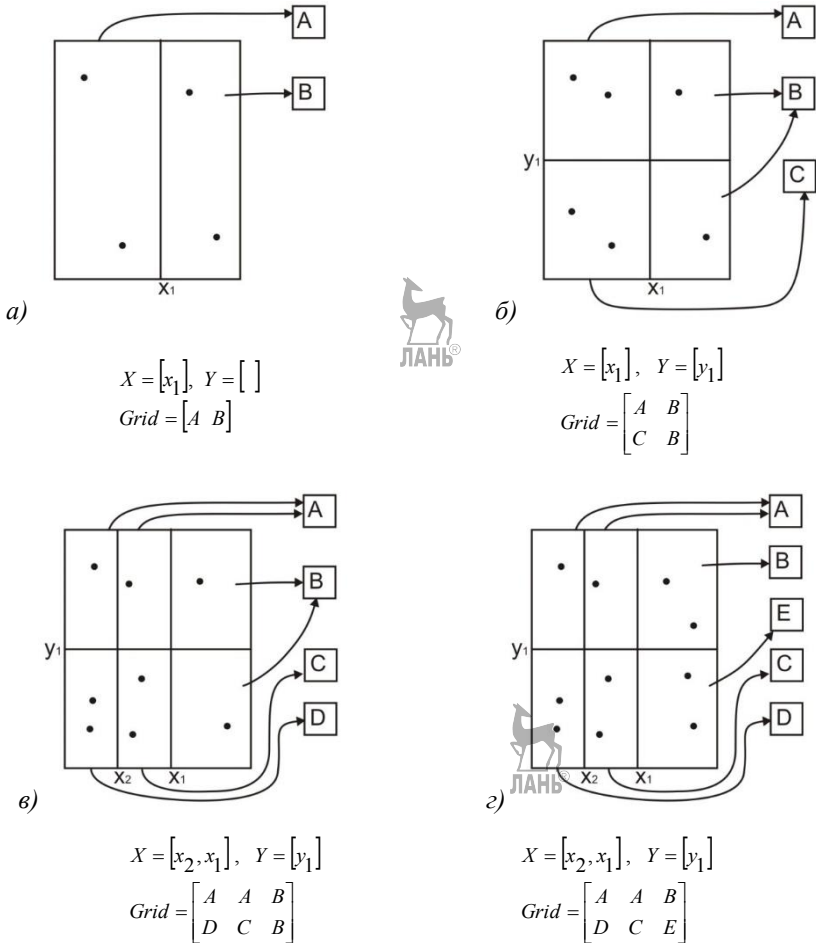 A
B
x1
а)
X = [x1], Y = [ ]
Grid = [A B]
A
B
y1
C
x1
б)
X = [x1], Y = [y1]
Grid = [A B
C B]
ЛАНЬ®
A
B
y1
C
D
x2 x1
в)
X = [x2, x1], Y = [y1]
Grid = [A A B
D C B]
A
B
E
y1
C
D
x2 x1
ЛАНЬ®
г)
X = [x2, x1], Y = [y1]
Grid = [A A B
D C E]